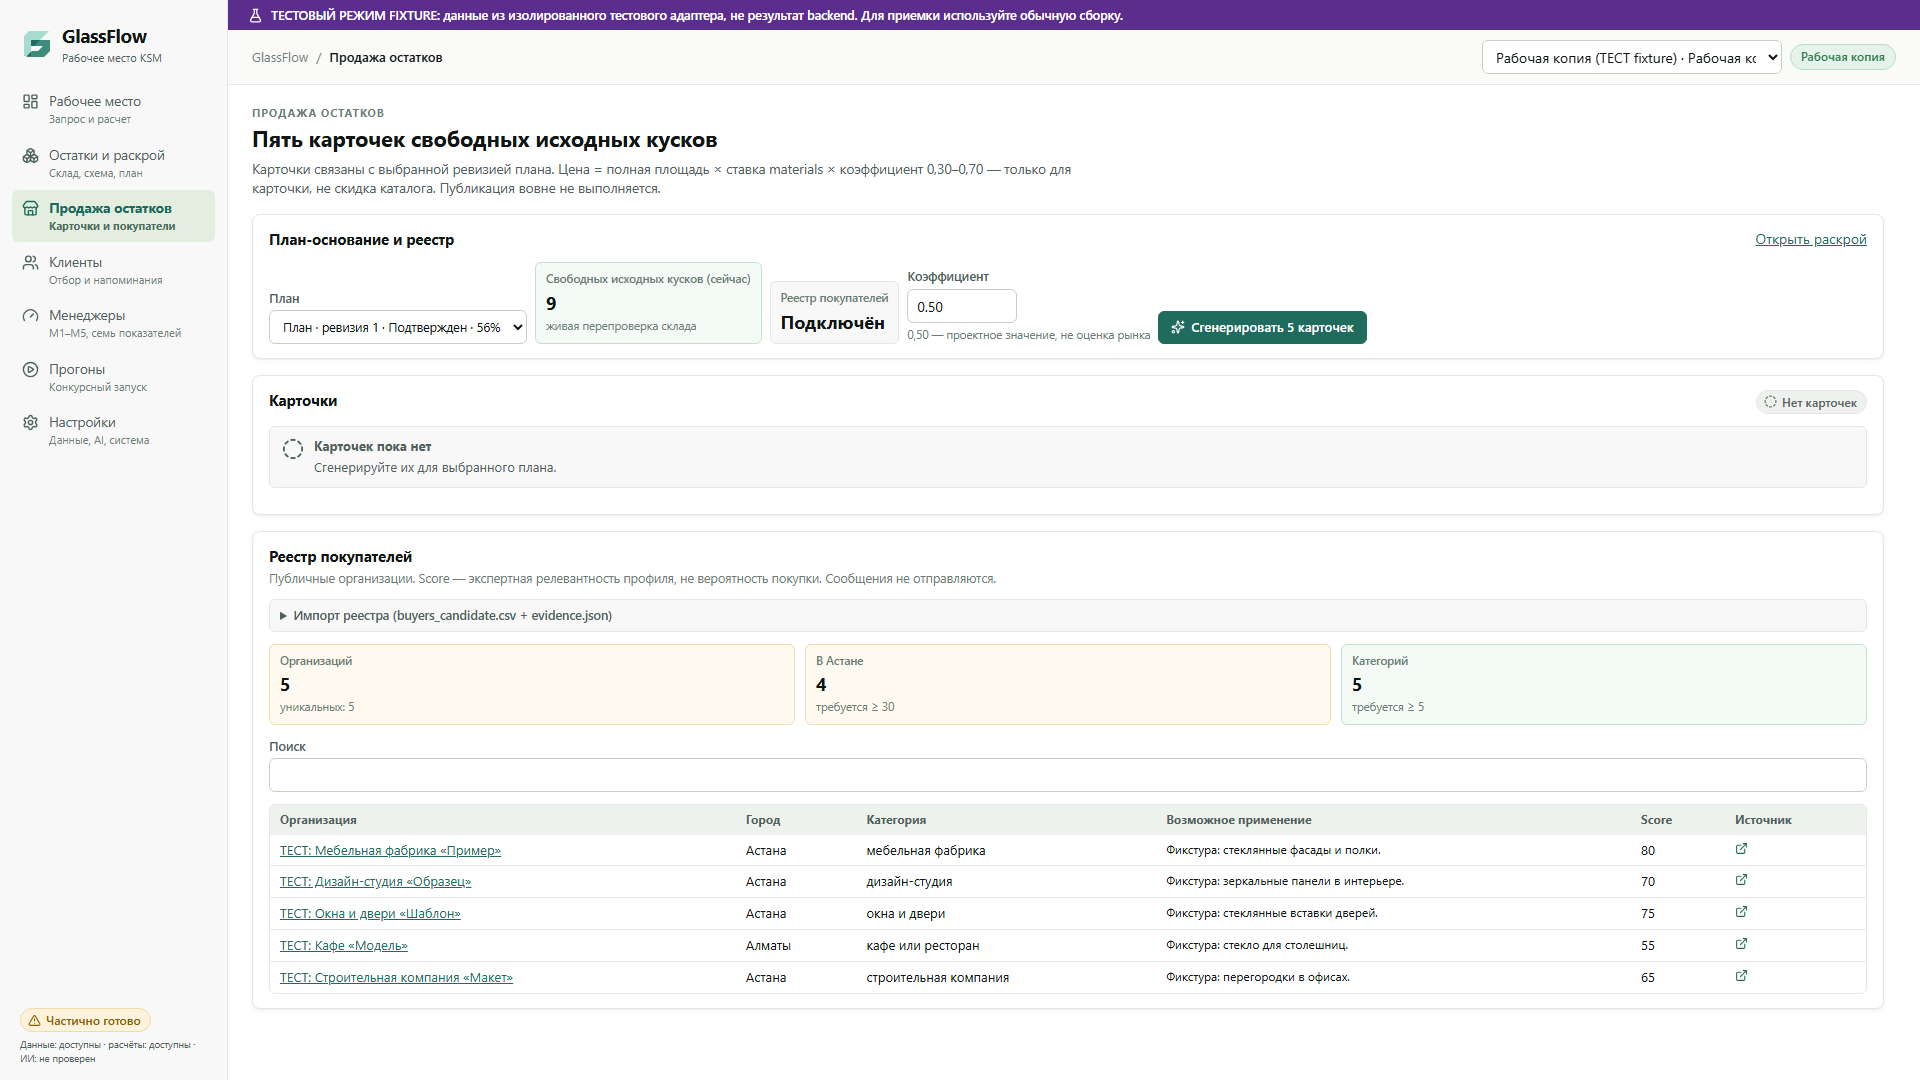 ТЕСТОВЫЙ РЕЖИМ FIXTURE: данные из изолированного тестового адаптера, не результат backend. Для приемки используйте обычную сборку.
GlassFlow
Рабочее место KSM
Рабочее место
Запрос и расчет
Остатки и раскрой
Склад, схема, план
Продажа остатков
Карточки и покупатели
Клиенты
Отбор и напоминания
Менеджеры
М1–М5, семь показателей
Прогоны
Конкурсный запуск
Настройки
Данные, AI, система
Частично готово
Данные: доступны · расчёты: доступны ·
ИИ: не проверен
GlassFlow / Продажа остатков
Рабочая копия (ТЕСТ fixture) · Рабочая кс
Рабочая копия
ПРОДАЖА ОСТАТКОВ
Пять карточек свободных исходных кусков
Карточки связаны с выбранной ревизией плана. Цена = полная площадь × ставка materials × коэффициент 0,30–0,70 — только для
карточки, не скидка каталога. Публикация вовне не выполняется.
План-основание и реестр
Открыть раскрой
План
План · ревизия 1 · Подтвержден · 56%
Свободных исходных кусков (сейчас)
9
живая перепроверка склада
Реестр покупателей
Подключён
Коэффициент
0.50
0,50 — проектное значение, не оценка рынка
Сгенерировать 5 карточек
Карточки
Нет карточек
Карточек пока нет
Сгенерируйте их для выбранного плана.
Реестр покупателей
Публичные организации. Score — экспертная релевантность профиля, не вероятность покупки. Сообщения не отправляются.
Импорт реестра (buyers_candidate.csv + evidence.json)
Организаций
5
уникальных: 5
В Астане
4
требуется ≥ 30
Категорий
5
требуется ≥ 5
Поиск
Организация Город Категория Возможное применение Score Источник
ТЕСТ: Мебельная фабрика «Пример» Астана мебельная фабрика Фикстура: стеклянные фасады и полки. 80
ТЕСТ: Дизайн-студия «Образец» Астана дизайн-студия Фикстура: зеркальные панели в интерьере. 70
ТЕСТ: Окна и двери «Шаблон» Астана окна и двери Фикстура: стеклянные вставки дверей. 75
ТЕСТ: Кафе «Модель» Алматы кафе или ресторан Фикстура: стекло для столешниц. 55
ТЕСТ: Строительная компания «Макет» Астана строительная компания Фикстура: перегородки в офисах. 65